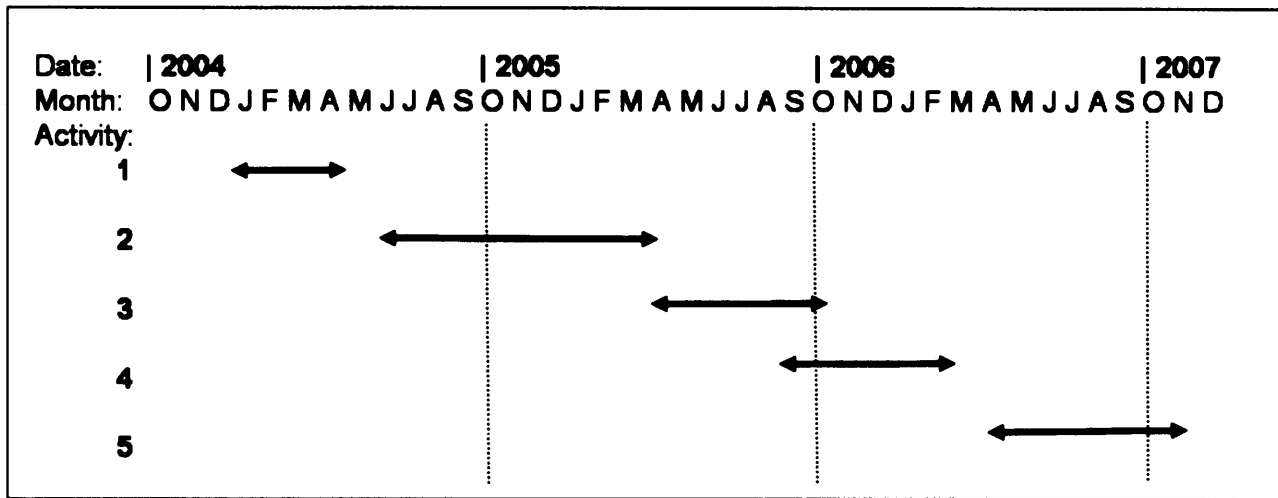 Date: | 2004 | 2005 | 2006 | 2007
Month: O N D J F M A M J J A S O N D J F M A M J J A S O N D J F M A M J J A S O N D
Activity:
1
2
3
4
5